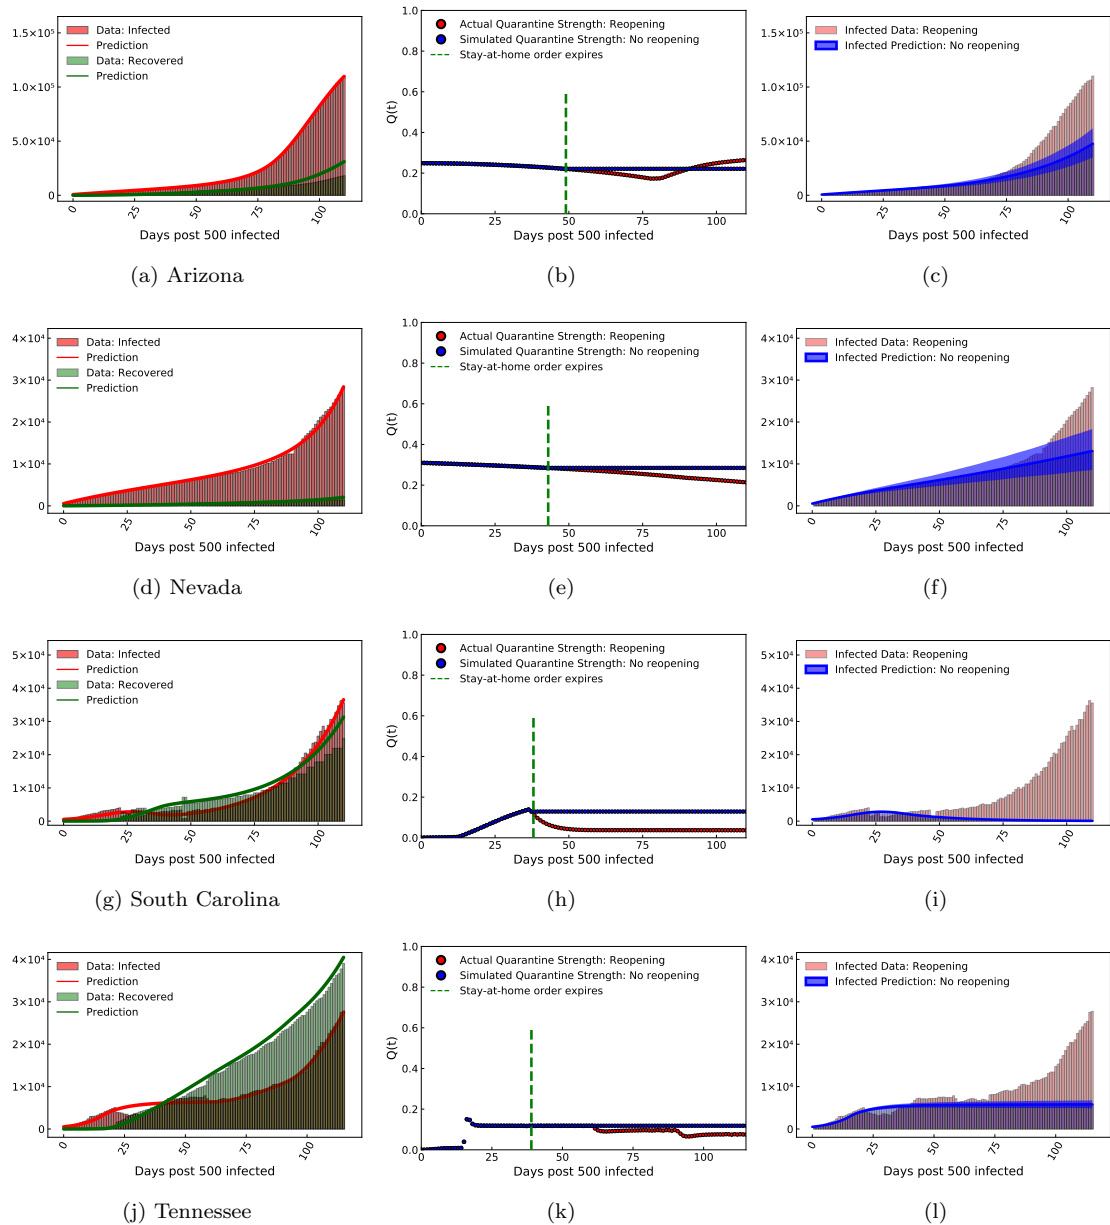 1.5×10⁵
1.0×10⁵
5.0×10⁴
0
Data: Infected
Prediction
Data: Recovered
Prediction
0
25
50
75
100
Days post 500 infected
(a) Arizona
1.0
0.8
0.6
0.4
0.2
0.0
Q(t)
Actual Quarantine Strength: Reopening
Simulated Quarantine Strength: No reopening
Stay-at-home order expires
0
25
50
75
100
Days post 500 infected
(b)
1.5×10⁵
1.0×10⁵
5.0×10⁴
0
Infected Data: Reopening
Infected Prediction: No reopening
0
25
50
75
100
Days post 500 infected
(c)
4×10⁴
3×10⁴
2×10⁴
1×10⁴
0
Data: Infected
Prediction
Data: Recovered
Prediction
0
25
50
75
100
Days post 500 infected
(d) Nevada
1.0
0.8
0.6
0.4
0.2
0.0
Q(t)
Actual Quarantine Strength: Reopening
Simulated Quarantine Strength: No reopening
Stay-at-home order expires
0
25
50
75
100
Days post 500 infected
(e)
4×10⁴
3×10⁴
2×10⁴
1×10⁴
0
Infected Data: Reopening
Infected Prediction: No reopening
0
25
50
75
100
Days post 500 infected
(f)
5×10⁴
4×10⁴
3×10⁴
2×10⁴
1×10⁴
0
Data: Infected
Prediction
Data: Recovered
Prediction
0
25
50
75
100
Days post 500 infected
(g) South Carolina
1.0
0.8
0.6
0.4
0.2
0.0
Q(t)
Actual Quarantine Strength: Reopening
Simulated Quarantine Strength: No reopening
Stay-at-home order expires
0
25
50
75
100
Days post 500 infected
(h)
5×10⁴
4×10⁴
3×10⁴
2×10⁴
1×10⁴
0
Infected Data: Reopening
Infected Prediction: No reopening
0
25
50
75
100
Days post 500 infected
(i)
4×10⁴
3×10⁴
2×10⁴
1×10⁴
0
Data: Infected
Prediction
Data: Recovered
Prediction
0
25
50
75
100
Days post 500 infected
(j) Tennessee
1.0
0.8
0.6
0.4
0.2
0.0
Q(t)
Actual Quarantine Strength: Reopening
Simulated Quarantine Strength: No reopening
Stay-at-home order expires
0
25
50
75
100
Days post 500 infected
(k)
4×10⁴
3×10⁴
2×10⁴
1×10⁴
0
Infected Data: Reopening
Infected Prediction: No reopening
0
25
50
75
100
Days post 500 infected
(l)